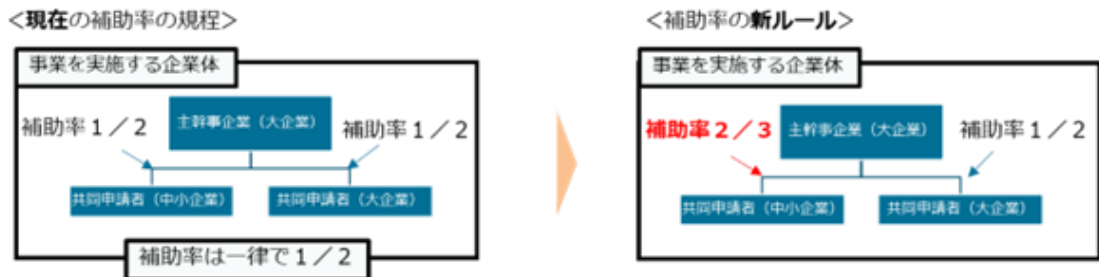 <現在の補助率の規程>
事業を実施する企業体
補助率1/2
主幹事企業（大企業）
補助率1/2
共同申請者（中小企業）
共同申請者（大企業）
補助率は一律で1/2
<補助率の新ルール>
事業を実施する企業体
補助率2/3
主幹事企業（大企業）
補助率1/2
共同申請者（中小企業）
共同申請者（大企業）